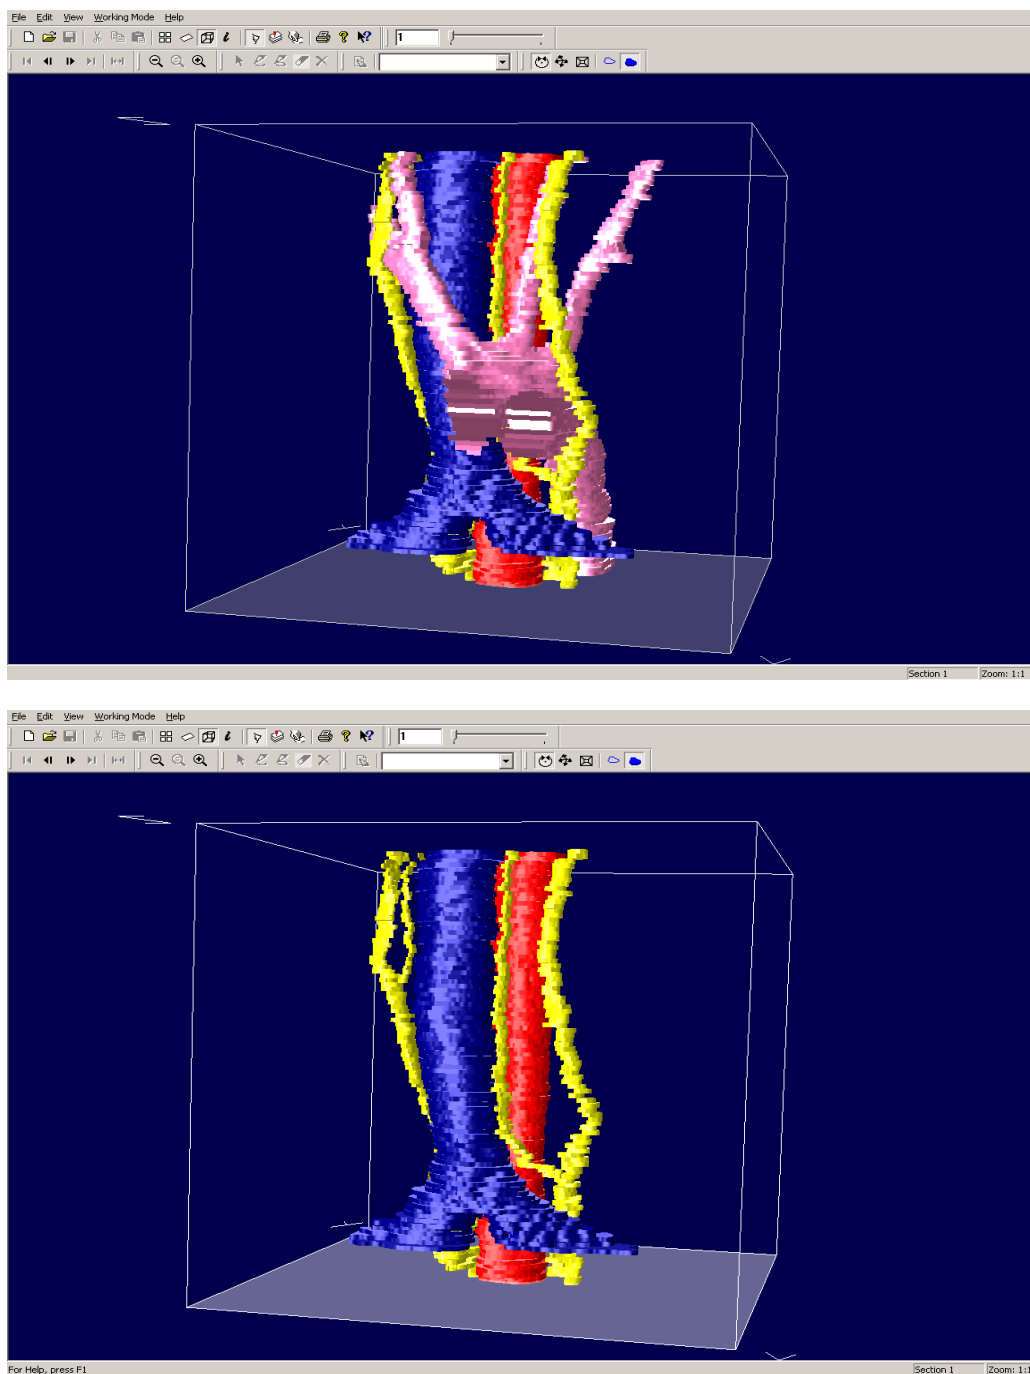 File Edit View Working Mode Help
1
Section 1 Zoom: 1:1
File Edit View Working Mode Help
1
For Help, press F1 Section 1 Zoom: 1:1